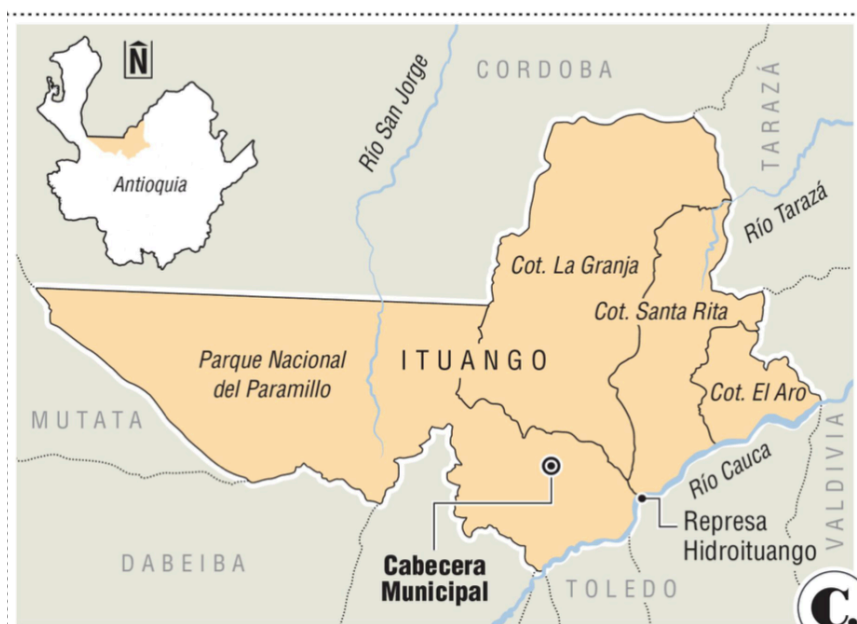 N
CORDOBA
Río San Jorge
TARAZÁ
Antioquia
Río Tarazá
Cot. La Granja
Cot. Santa Rita
Parque Nacional
del Paramillo
ITUANGO
Cot. El Aro
MUTATA
Río Cauca
VALDIVIA
Represa
Hidroituango
DABEIBA
Cabecera
Municipal
TOLEDO
C.